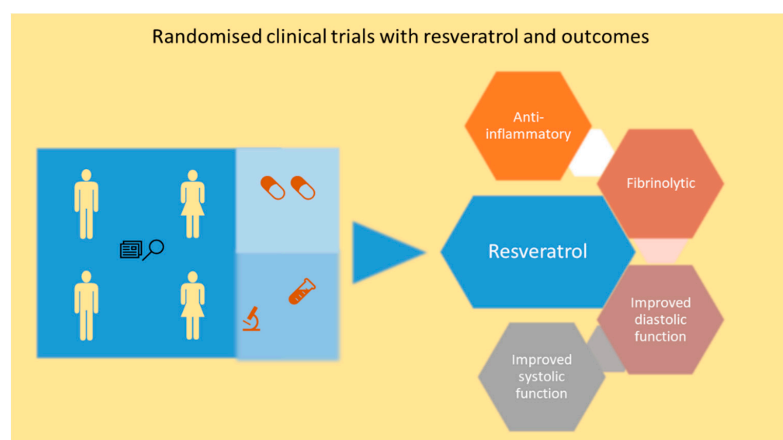 Randomised clinical trials with resveratrol and outcomes
Anti-
inflammatory
Fibrinolytic
Resveratrol
Improved
diastolic
function
Improved
systolic
function